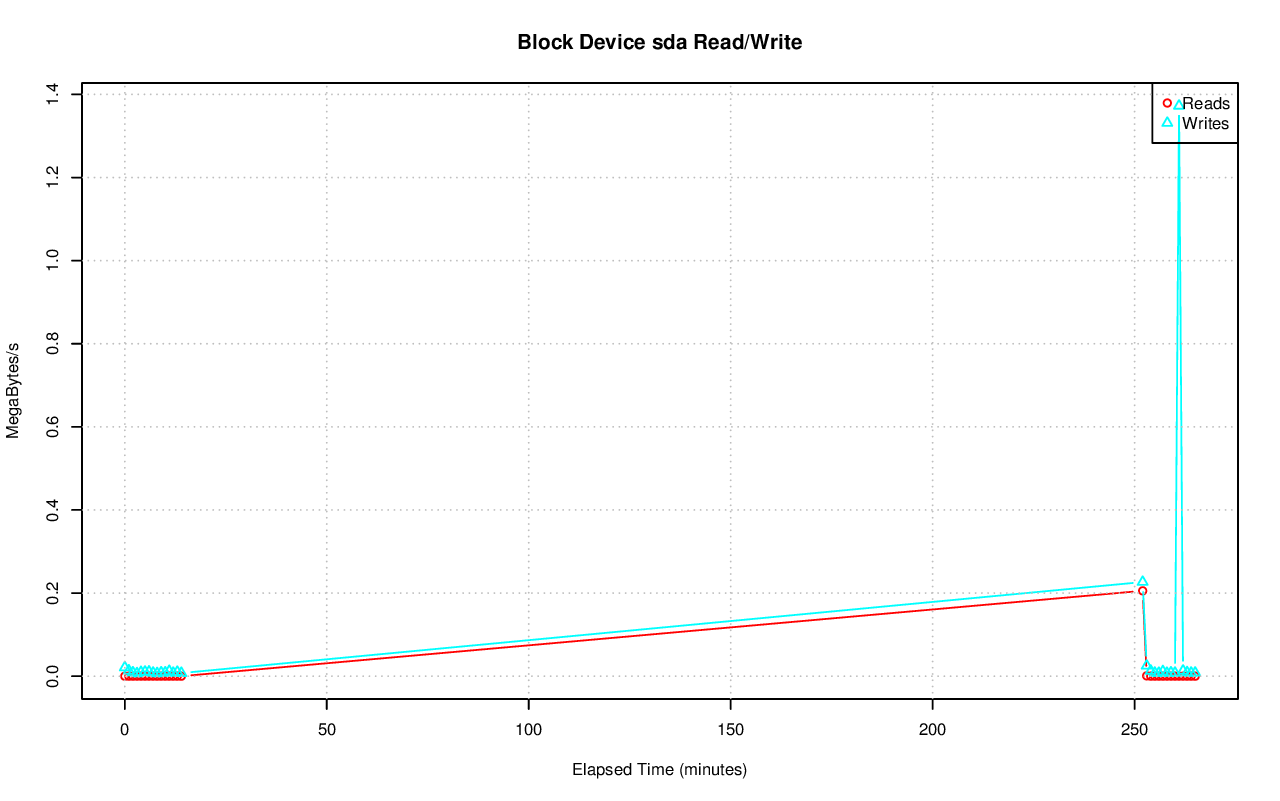 Block Device sda Read/Write
Reads
Writes
MegaBytes/s
1.4
1.2
1.0
0.8
0.6
0.4
0.2
0.0
0 50 100 150 200 250
Elapsed Time (minutes)